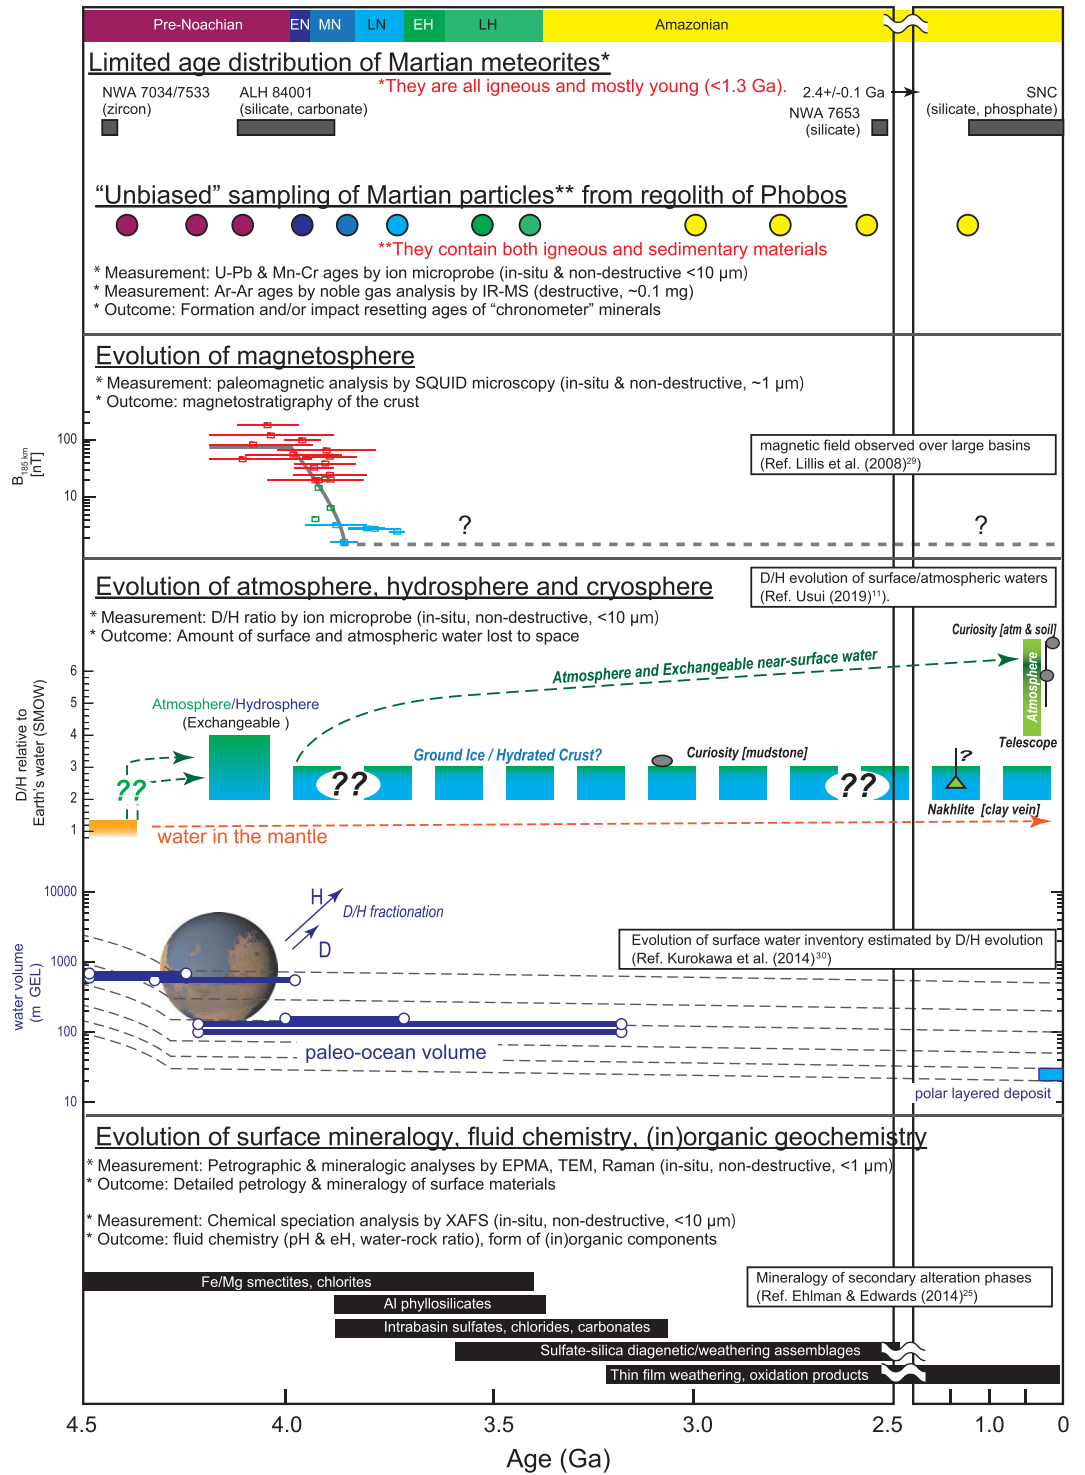 Pre-Noachian EN MN LN EH LH Amazonian
Limited age distribution of Martian meteorites*
*They are all igneous and mostly young (<1.3 Ga).
NWA 7034/7533
(zircon)
ALH 84001
(silicate, carbonate)
2.4+/-0.1 Ga
NWA 7653
(silicate)
SNC
(silicate, phosphate)
“Unbiased” sampling of Martian particles** from regolith of Phobos
**They contain both igneous and sedimentary materials
* Measurement: U-Pb & Mn-Cr ages by ion microprobe (in-situ & non-destructive <10 μm)
* Measurement: Ar-Ar ages by noble gas analysis by IR-MS (destructive, ~0.1 mg)
* Outcome: Formation and/or impact resetting ages of “chronometer” minerals
Evolution of magnetosphere
* Measurement: paleomagnetic analysis by SQUID microscopy (in-situ & non-destructive, ~1 μm)
* Outcome: magnetostratigraphy of the crust
B185 km
[nT]
100
10
magnetic field observed over large basins
(Ref. Lillis et al. (2008)29)
? ?
Evolution of atmosphere, hydrosphere and cryosphere
D/H evolution of surface/atmospheric waters
(Ref. Usui (2019)11).
* Measurement: D/H ratio by ion microprobe (in-situ, non-destructive, <10 μm)
* Outcome: Amount of surface and atmospheric water lost to space
D/H relative to
Earth's water (SMOW)
6
5
4
3
2
1
Curiosity [atm & soil]
Atmosphere and Exchangeable near-surface water
Atmosphere
Telescope
Atmosphere/Hydrosphere
(Exchangeable )
Ground Ice / Hydrated Crust?
Curiosity [mudstone]
?
?? ?? ??
Nakhlite [clay vein]
water in the mantle
water volume
(m GEL)
10000
1000
100
10
H
D
D/H fractionation
Evolution of surface water inventory estimated by D/H evolution
(Ref. Kurokawa et al. (2014)30)
paleo-ocean volume
polar layered deposit
Evolution of surface mineralogy, fluid chemistry, (in)organic geochemistry
* Measurement: Petrographic & mineralogic analyses by EPMA, TEM, Raman (in-situ, non-destructive, <1 μm)
* Outcome: Detailed petrology & mineralogy of surface materials
* Measurement: Chemical speciation analysis by XAFS (in-situ, non-destructive, <10 μm)
* Outcome: fluid chemistry (pH & eH, water-rock ratio), form of (in)organic components
Mineralogy of secondary alteration phases
(Ref. Ehlman & Edwards (2014)25)
Fe/Mg smectites, chlorites
Al phyllosilicates
Intrabasin sulfates, chlorides, carbonates
Sulfate-silica diagenetic/weathering assemblages
Thin film weathering, oxidation products
4.5 4.0 3.5 3.0 2.5 1.0 0
Age (Ga)